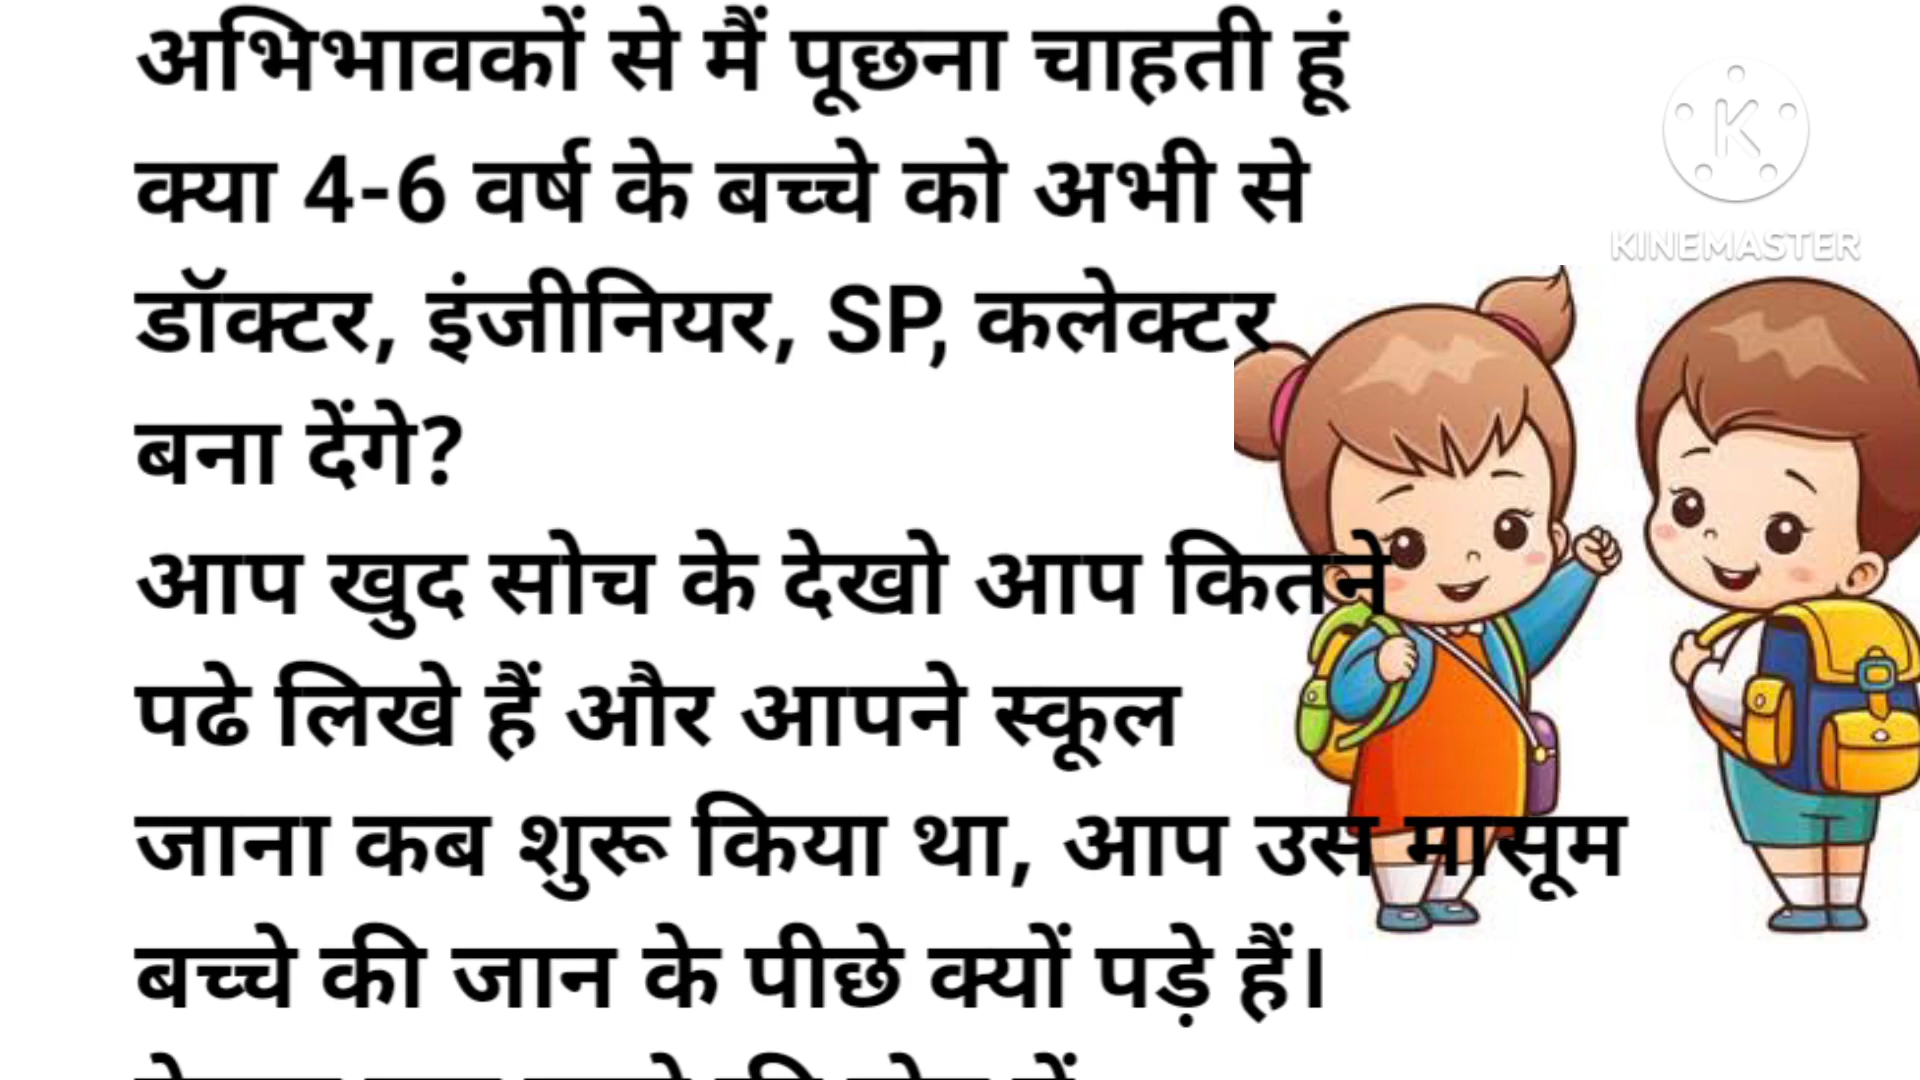 अभिभावकों से मैं पूछना चाहती हूं
क्या 4-6 वर्ष के बच्चे को अभी से
डॉक्टर, इंजीनियर, SP, कलेक्टर
बना देंगे?
आप खुद सोच के देखो आप कितने
पढे लिखे हैं और आपने स्कूल
जाना कब शुरू किया था, आप उस मासूम
बच्चे की जान के पीछे क्यों पड़े हैं।
K
KINEMASTER